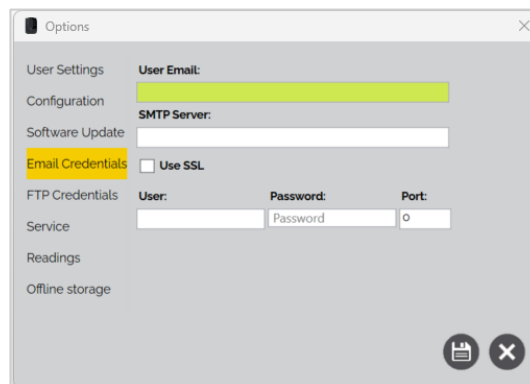 Options
User Settings
Configuration
Software Update
Email Credentials
FTP Credentials
Service
Readings
Offline storage
User Email:
SMTP Server:
Use SSL
User: Password: Port:
Password 0